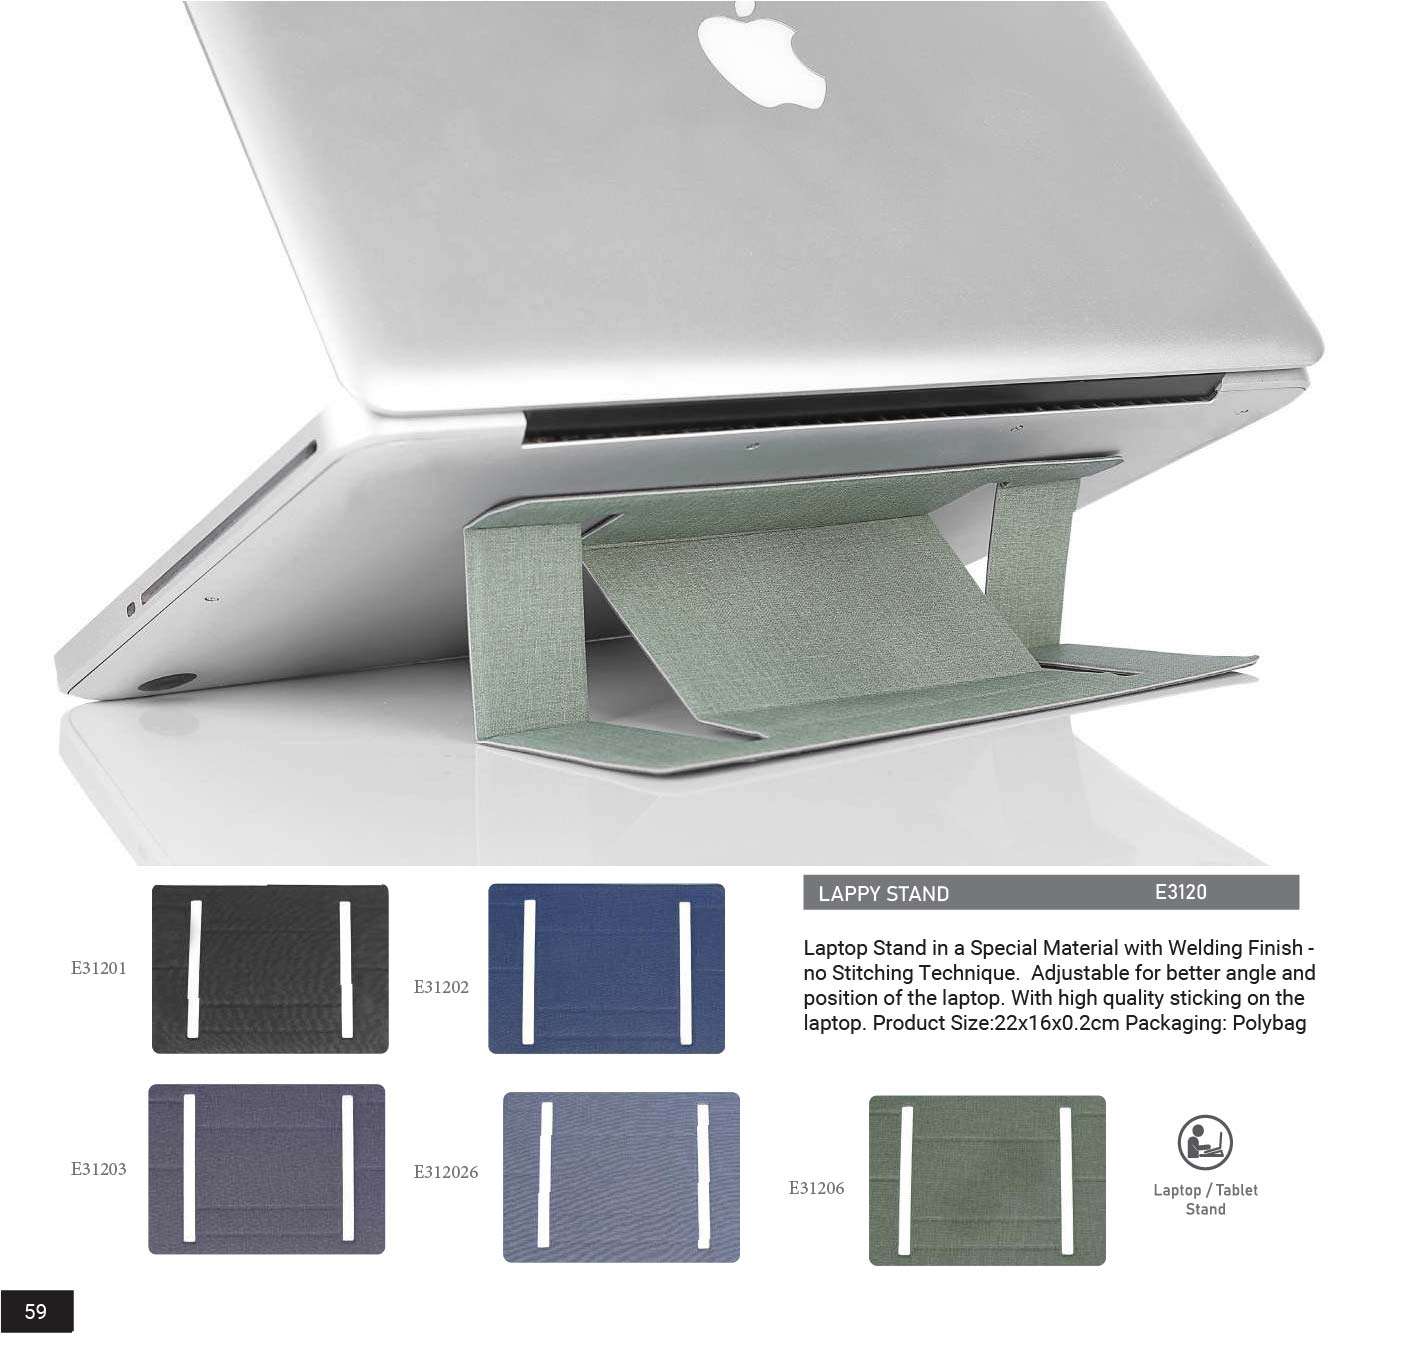 LAPPY STAND E3120
Laptop Stand in a Special Material with Welding Finish -
no Stitching Technique.  Adjustable for better angle and
position of the laptop. With high quality sticking on the
laptop. Product Size:22x16x0.2cm Packaging: Polybag
E31201
E31202
E31203
E312026
E31206
Laptop / Tablet
Stand
59